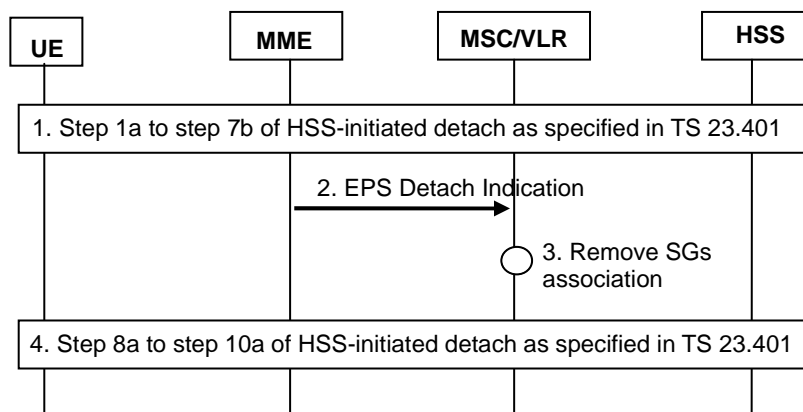 UE
MME
MSC/VLR
HSS
1. Step 1a to step 7b of HSS-initiated detach as specified in TS 23.401
2. EPS Detach Indication
3. Remove SGs
association
4. Step 8a to step 10a of HSS-initiated detach as specified in TS 23.401